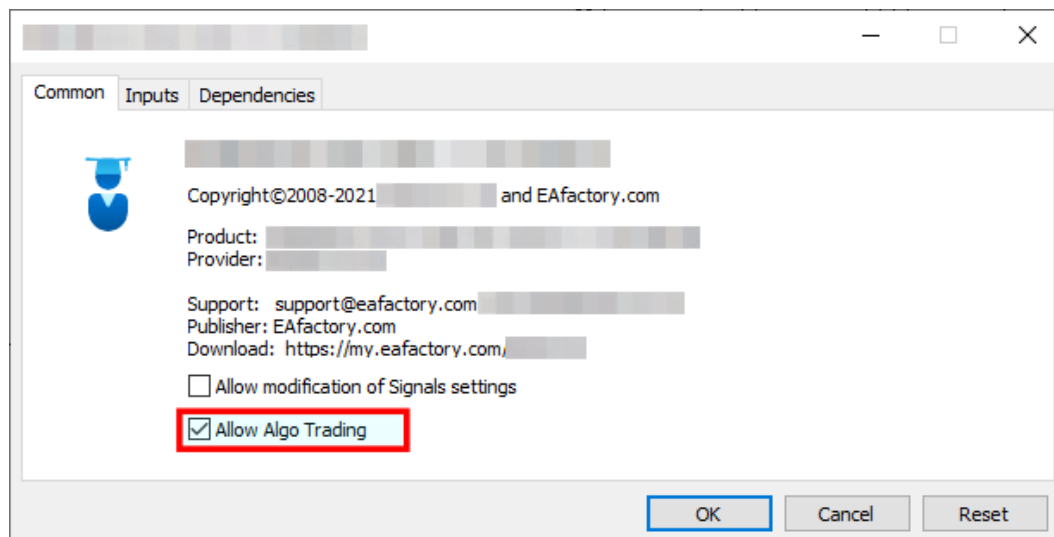 Common Inputs Dependencies
Copyright©2008-2021 and EAfactory.com
Product:
Provider:
Support: support@eafactory.com
Publisher: EAfactory.com
Download: https://my.eafactory.com/
Allow modification of Signals settings
Allow Algo Trading
OK Cancel Reset